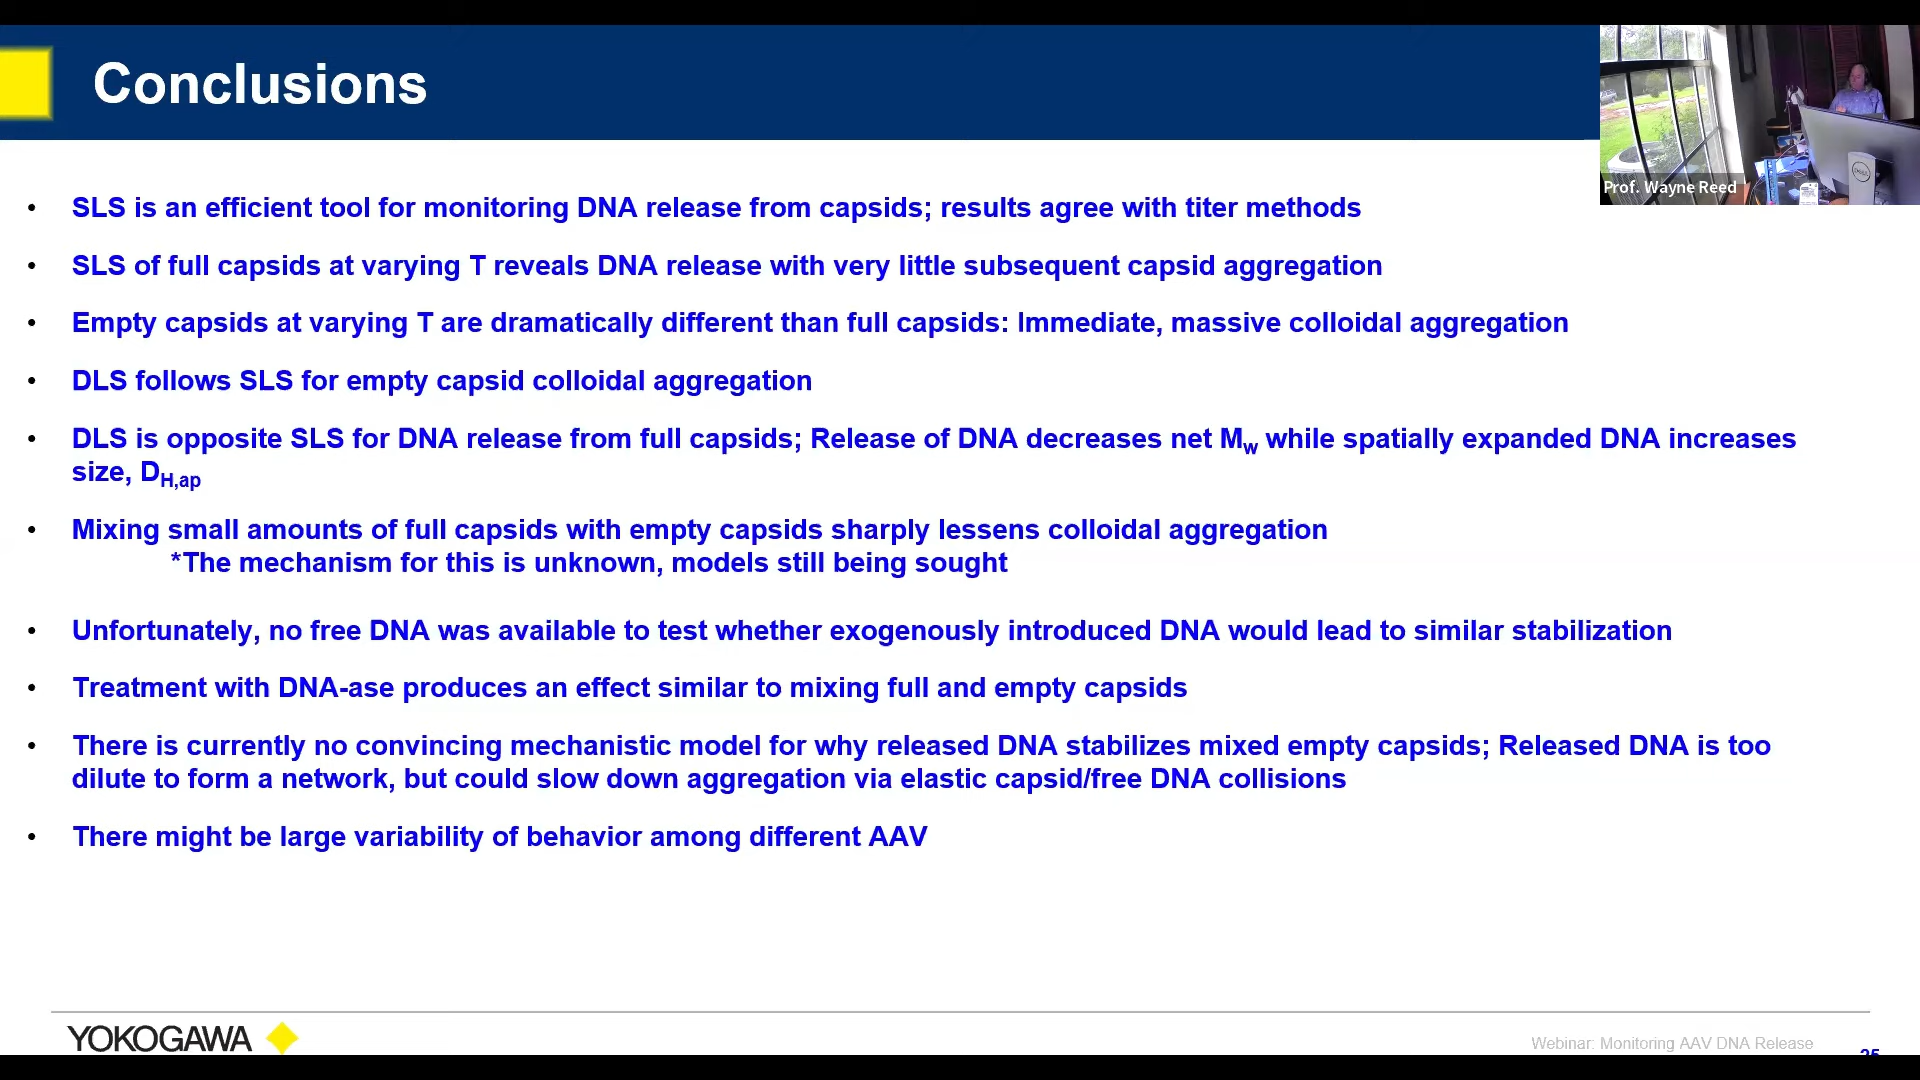 Conclusions
Prof. Wayne Reed
• SLS is an efficient tool for monitoring DNA release from capsids; results agree with titer methods
• SLS of full capsids at varying T reveals DNA release with very little subsequent capsid aggregation
• Empty capsids at varying T are dramatically different than full capsids: Immediate, massive colloidal aggregation
• DLS follows SLS for empty capsid colloidal aggregation
• DLS is opposite SLS for DNA release from full capsids; Release of DNA decreases net Mw while spatially expanded DNA increases
size, DH,ap
• Mixing small amounts of full capsids with empty capsids sharply lessens colloidal aggregation
*The mechanism for this is unknown, models still being sought
• Unfortunately, no free DNA was available to test whether exogenously introduced DNA would lead to similar stabilization
• Treatment with DNA-ase produces an effect similar to mixing full and empty capsids
• There is currently no convincing mechanistic model for why released DNA stabilizes mixed empty capsids; Released DNA is too
dilute to form a network, but could slow down aggregation via elastic capsid/free DNA collisions
• There might be large variability of behavior among different AAV
YOKOGAWA
Webinar: Monitoring AAV DNA Release